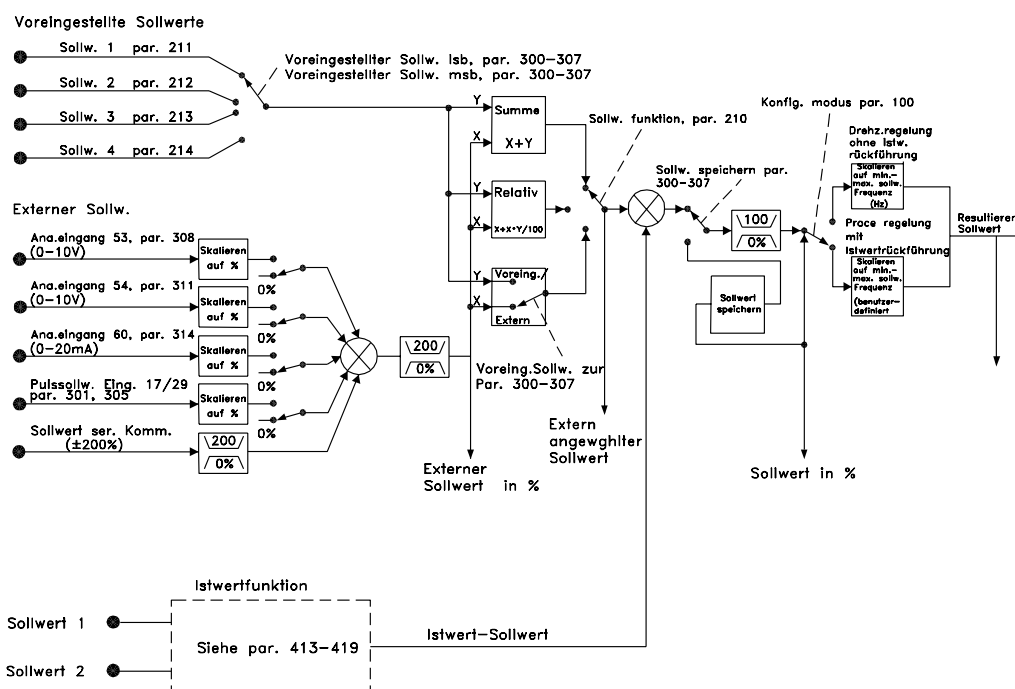 Voreingestellte Sollwerte
Sollw. 1 par. 211
Sollw. 2 par. 212
Sollw. 3 par. 213
Sollw. 4 par. 214
Voreingestellter Sollw. lsb, par. 300-307
Voreingestellter Sollw. msb, par. 300-307
Y
Summe
X
X+Y
Y
Relativ
X
X+X*Y/100
Y
Voreing./
X
Extern
Sollw. funktion, par. 210
Voreing.Sollw. zur
Par. 300-307
Extern
angewghlter
Sollwert
Externer Sollw.
Ana.eingang 53, par. 308
(0-10V)
Skalieren
auf %
0%
Ana.eingang 54, par. 311
(0-10V)
Skalieren
auf %
0%
Ana.eingang 60, par. 314
(0-20mA)
Skalieren
auf %
0%
Pulssollw. Eing. 17/29
par. 301, 305
Skalieren
auf %
0%
Sollwert ser. Komm.
(±200%)
200
0%
200
0%
Externer
Sollwert in %
Sollw. speichern par.
300-307
100
0%
Sollwert
speichern
Sollwert in %
Konfig. modus par. 100
Drehz.regelung
ohne Istw.
rückführung
Skalieren
auf min.-
max. sollw.
Frequenz
(Hz)
Proce regelung
mit
Istwertrückführung
Skalieren
auf min.-
max. sollw.
Frequenz
(benutzer-
definiert
Resultierer
Sollwert
Istwertfunktion
Sollwert 1
Sollwert 2
Siehe par. 413-419
Istwert-Sollwert